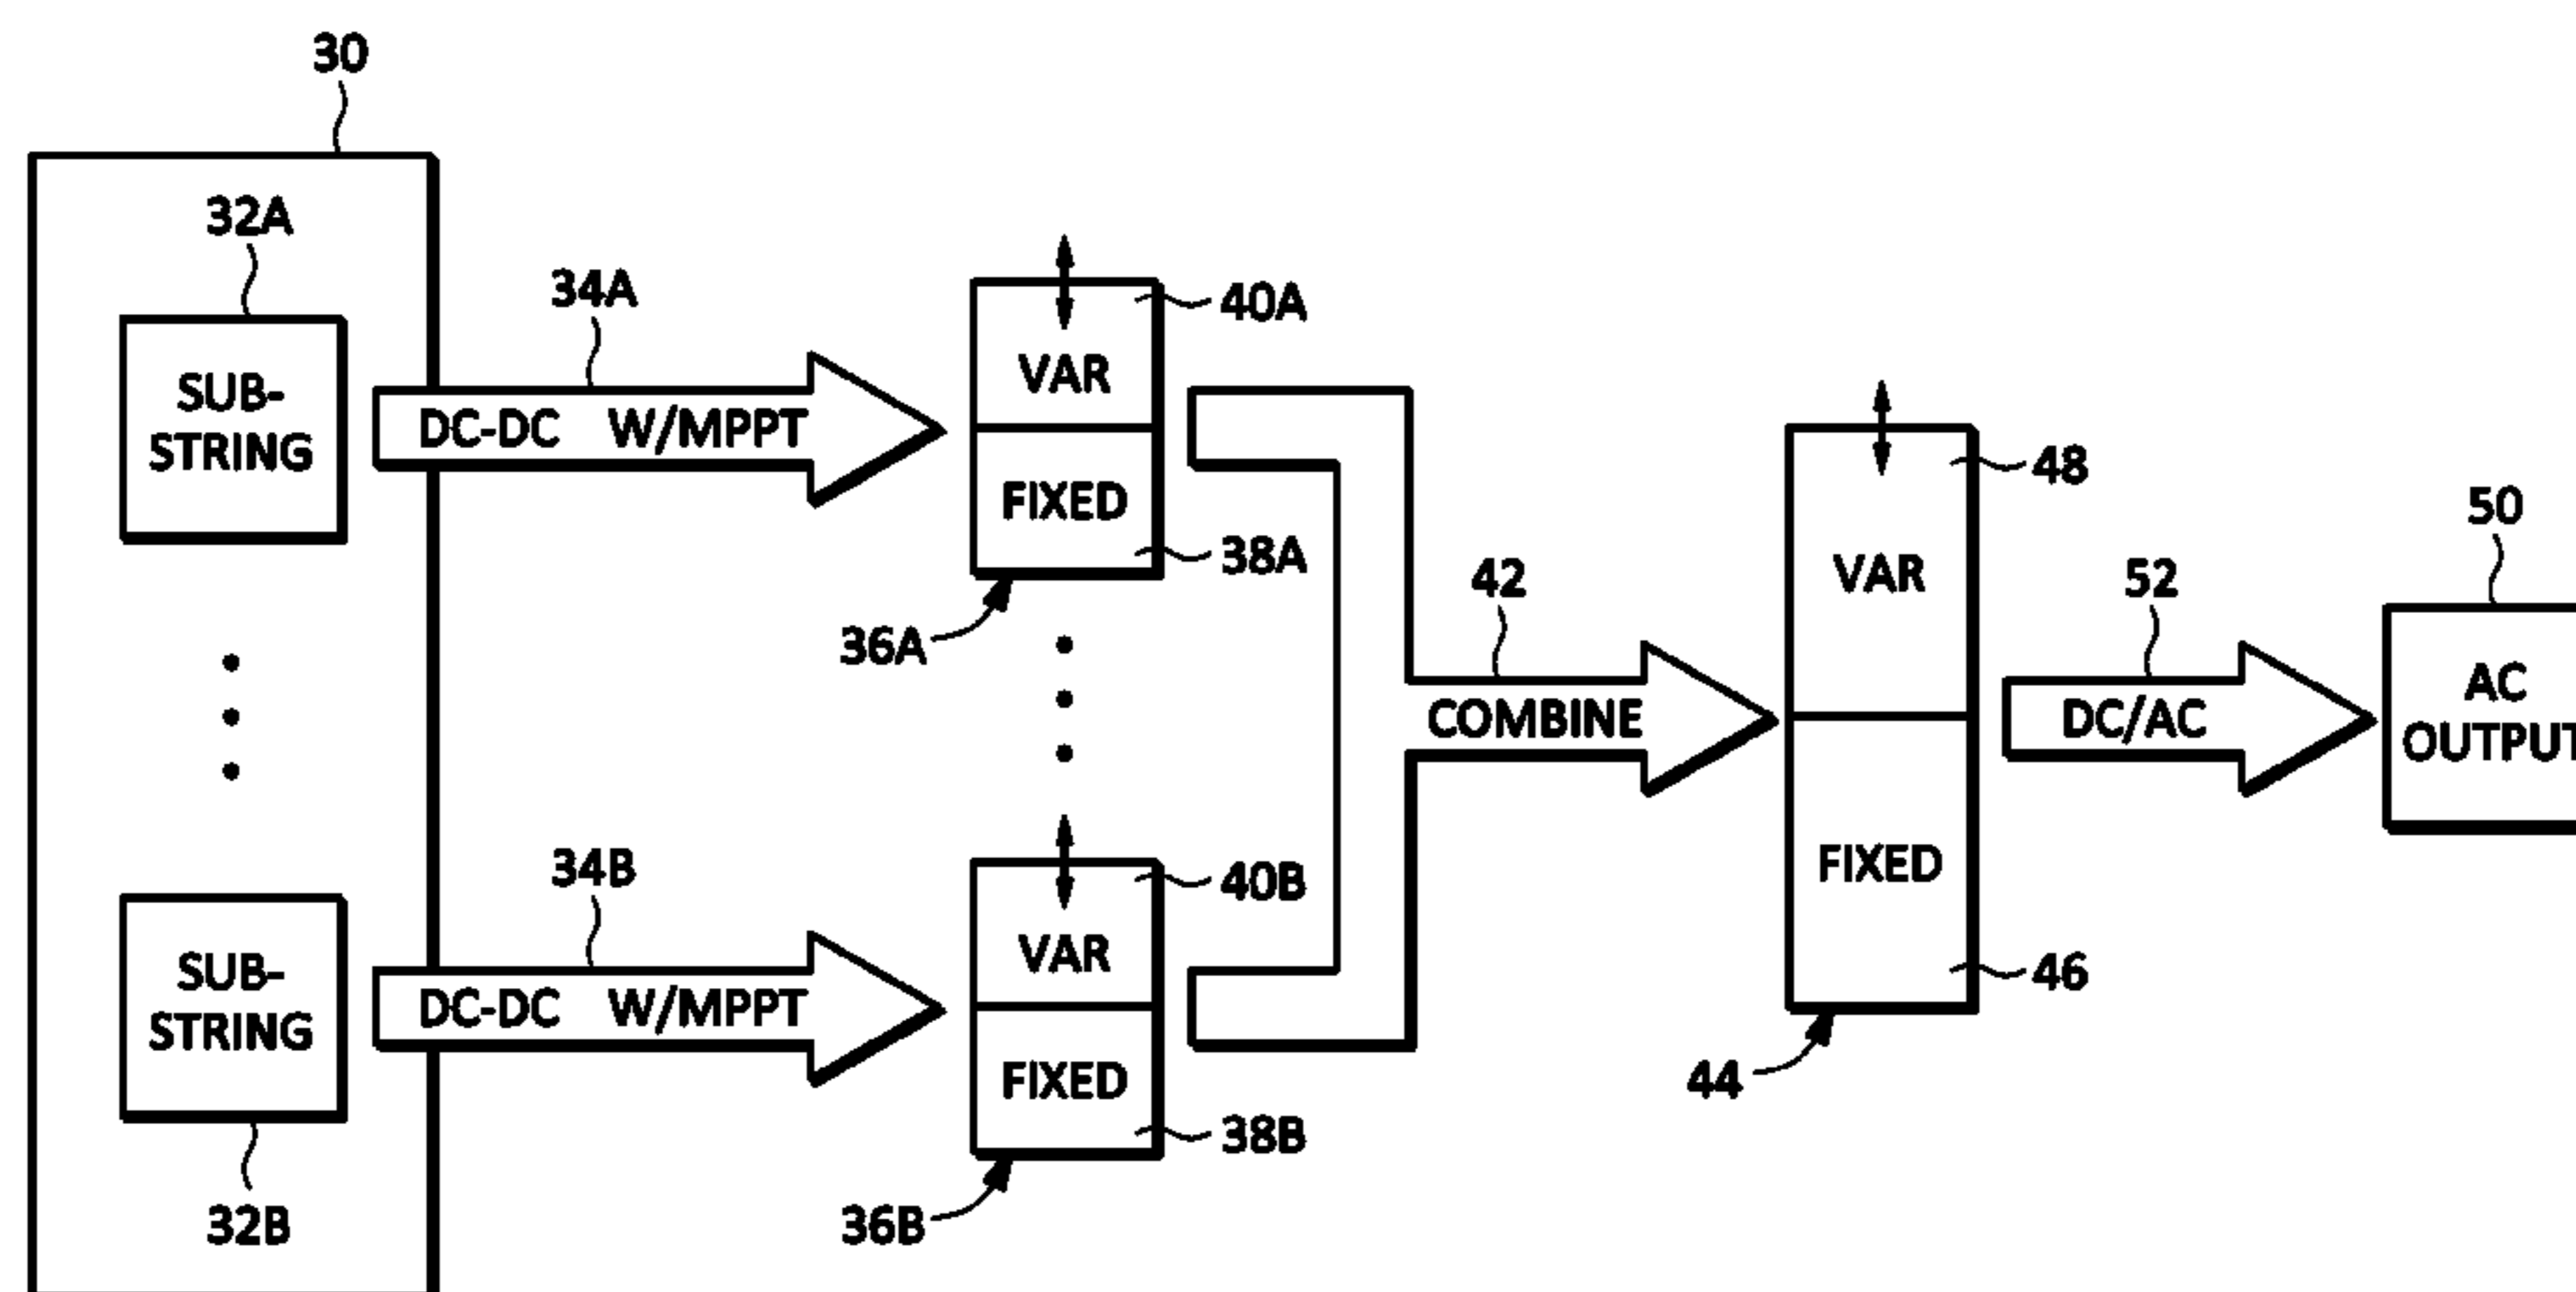 30
32A
SUB-
STRING
34A
DC-DC W/MPPT
40A
VAR
FIXED
38A
36A
32B
SUB-
STRING
34B
DC-DC W/MPPT
40B
VAR
FIXED
38B
36B
42
COMBINE
48
VAR
FIXED
46
44
52
DC/AC
50
AC
OUTPUT